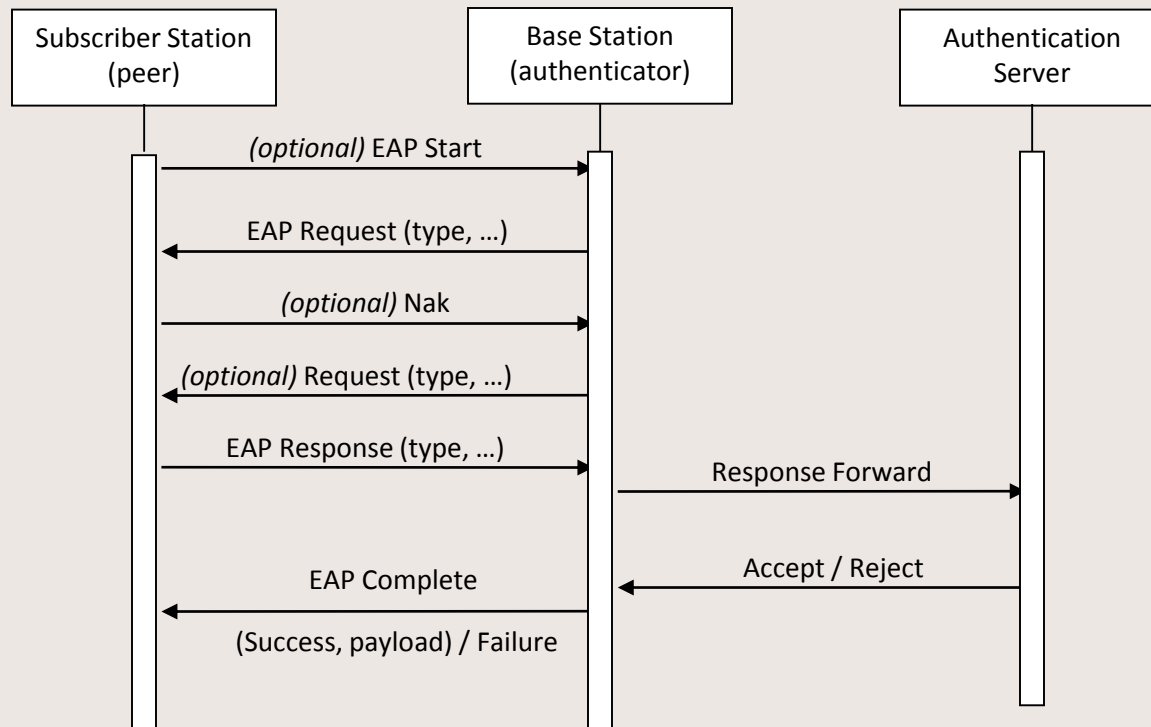 Subscriber Station
(peer)
Base Station
(authenticator)
Authentication
Server
(optional) EAP Start
EAP Request (type, …)
(optional) Nak
(optional) Request (type, …)
EAP Response (type, …)
Response Forward
Accept / Reject
EAP Complete
(Success, payload) / Failure